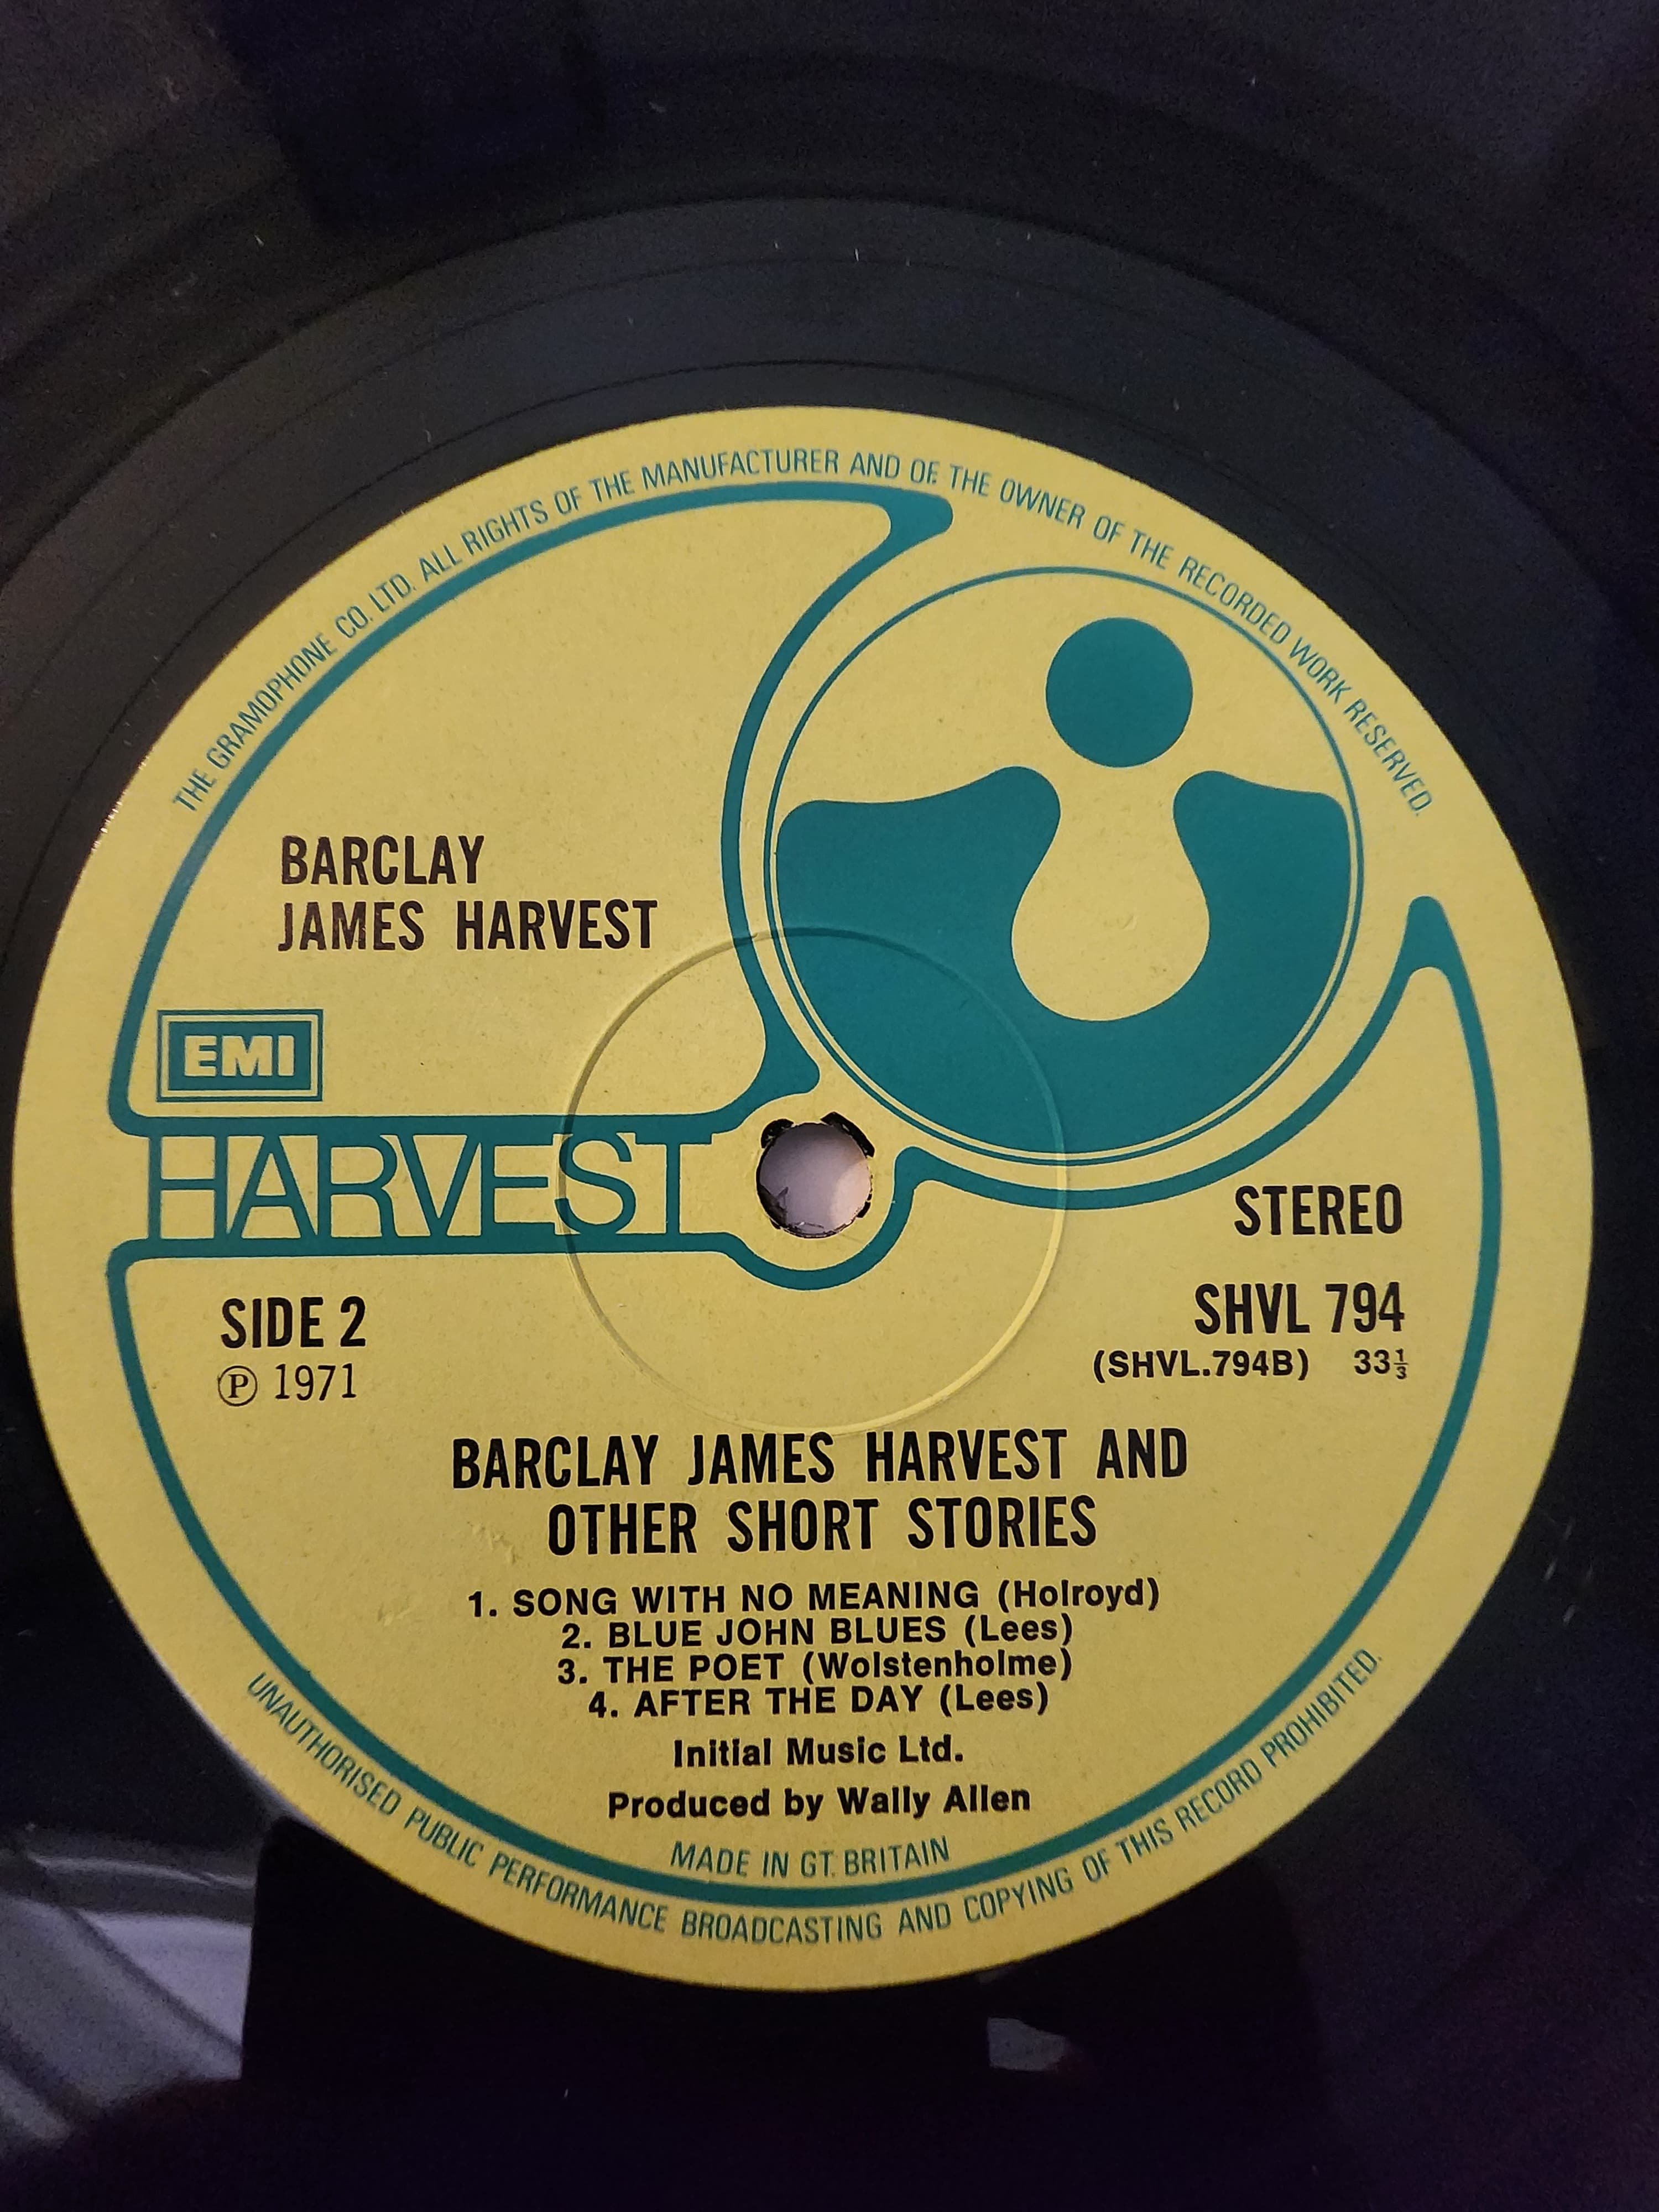 THE GRAMOPHONE CO. LTD. ALL RIGHTS OF THE MANUFACTURER AND OF THE OWNER OF THE RECORDED WORK RESERVED.
BARCLAY
JAMES HARVEST
EMI
HARVEST
STEREO
SIDE 2
SHVL 794
℗ 1971
(SHVL.794B) 33⅓
BARCLAY JAMES HARVEST AND
OTHER SHORT STORIES
1. SONG WITH NO MEANING (Holroyd)
2. BLUE JOHN BLUES (Lees)
3. THE POET (Wolstenholme)
4. AFTER THE DAY (Lees)
Initial Music Ltd.
Produced by Wally Allen
MADE IN GT. BRITAIN
UNAUTHORISED PUBLIC PERFORMANCE BROADCASTING AND COPYING OF THIS RECORD PROHIBITED.